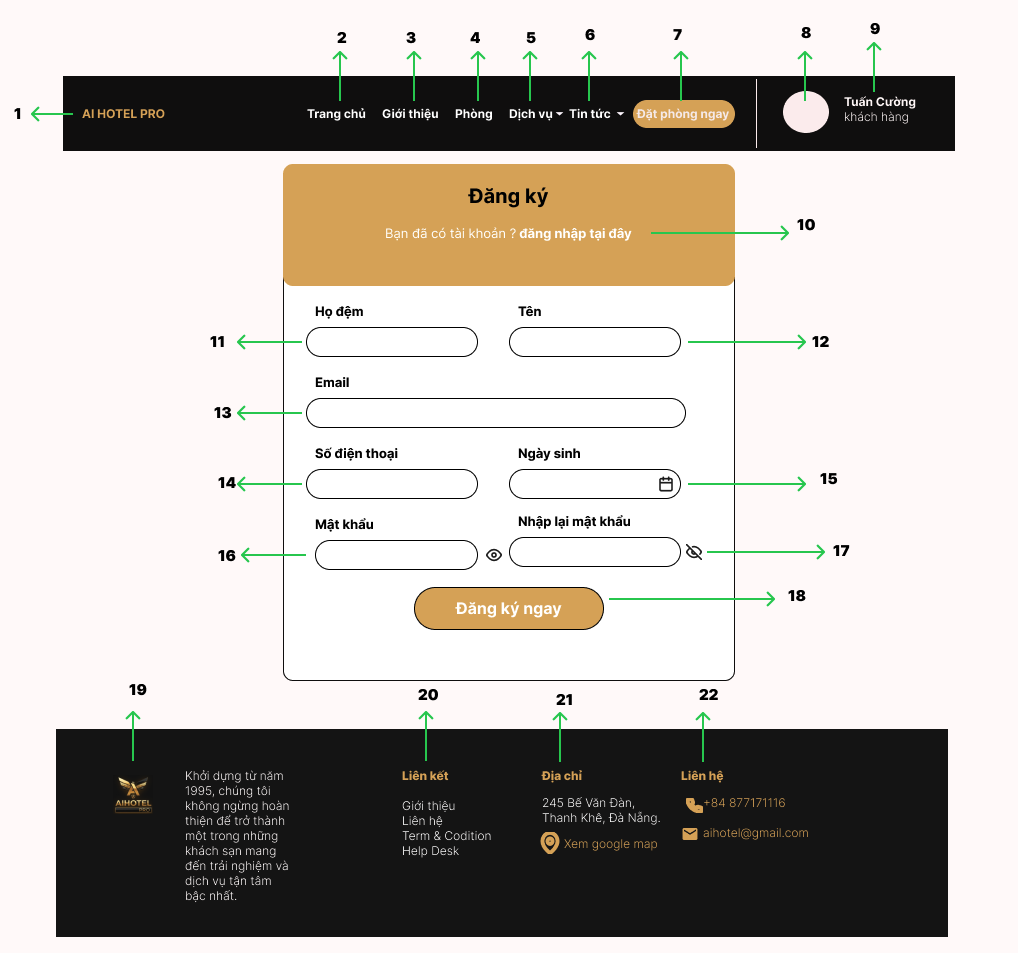 2 3 4 5 6 7 8 9
1 AI HOTEL PRO Trang chủ Giới thiệu Phòng Dịch vụ Tin tức Đặt phòng ngay Tuấn Cường
khách hàng
Đăng ký
Bạn đã có tài khoản ? đăng nhập tại đây 10
Họ đệm Tên
11 12
Email
13
Số điện thoại Ngày sinh
14 15
Mật khẩu Nhập lại mật khẩu
16 17
Đăng ký ngay 18
19 20 21 22
AIHOTEL
Khởi dựng từ năm
1995, chúng tôi
không ngừng hoàn
thiện để trở thành
một trong những
khách sạn mang
đến trải nghiệm và
dịch vụ tận tâm
bậc nhất.
Liên kết
Giới thiệu
Liên hệ
Term & Codition
Help Desk
Địa chỉ
245 Bế Văn Đàn,
Thanh Khê, Đà Nẵng.
Xem google map
Liên hệ
+84 877171116
aihotel@gmail.com